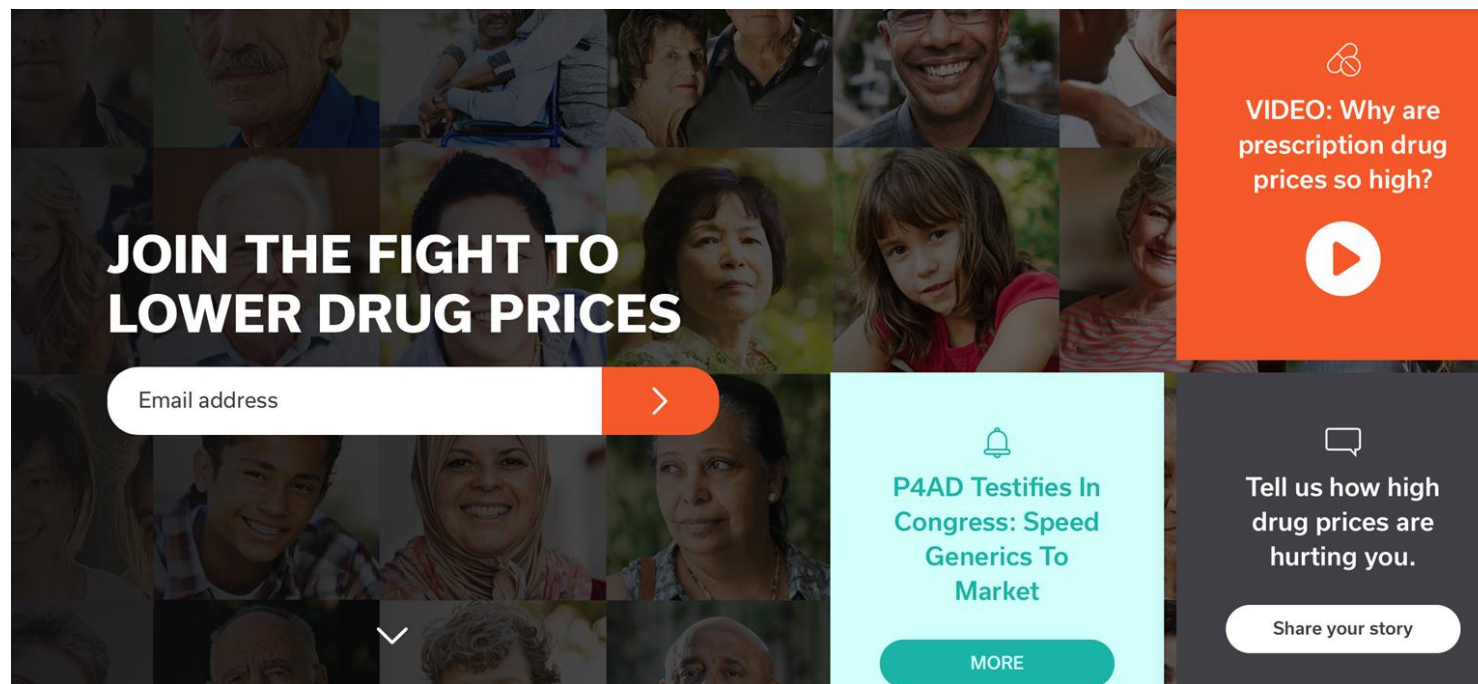 JOIN THE FIGHT TO
LOWER DRUG PRICES
Email address
VIDEO: Why are
prescription drug
prices so high?
P4AD Testifies In
Congress: Speed
Generics To
Market
MORE
Tell us how high
drug prices are
hurting you.
Share your story